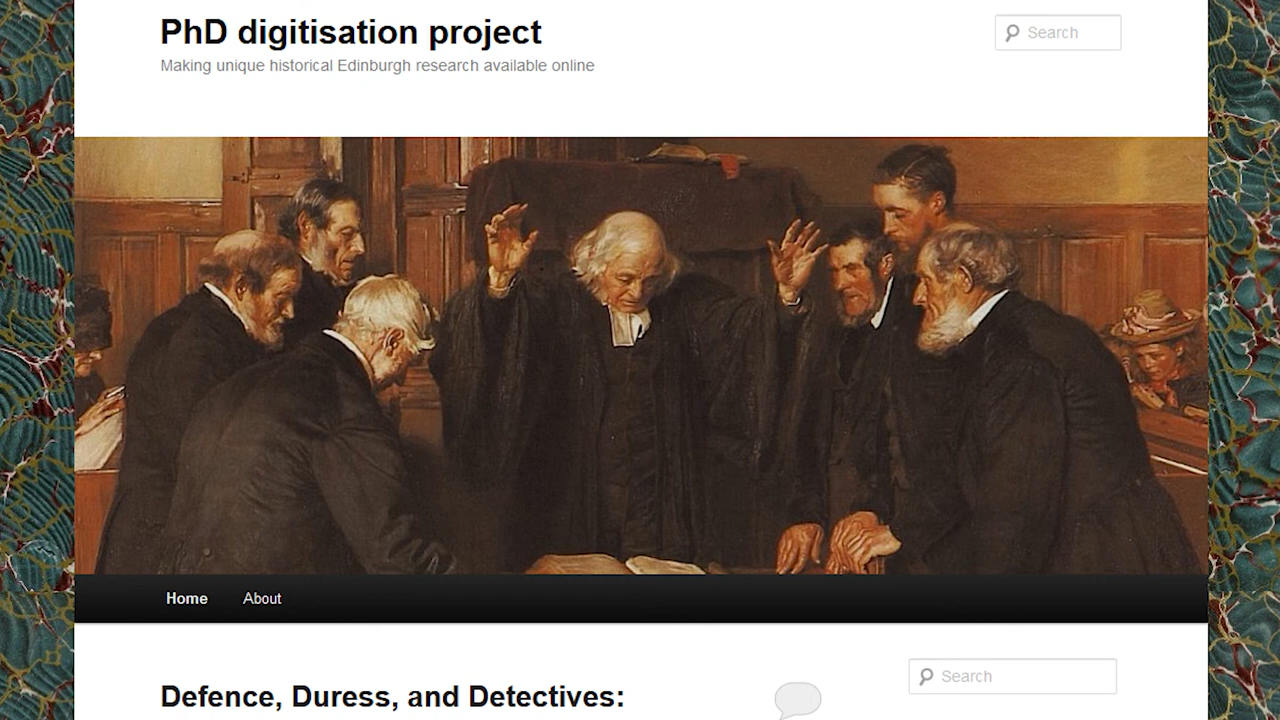 PhD digitisation project
Search
Making unique historical Edinburgh research available online
Home
About
Search
Defence, Duress, and Detectives: